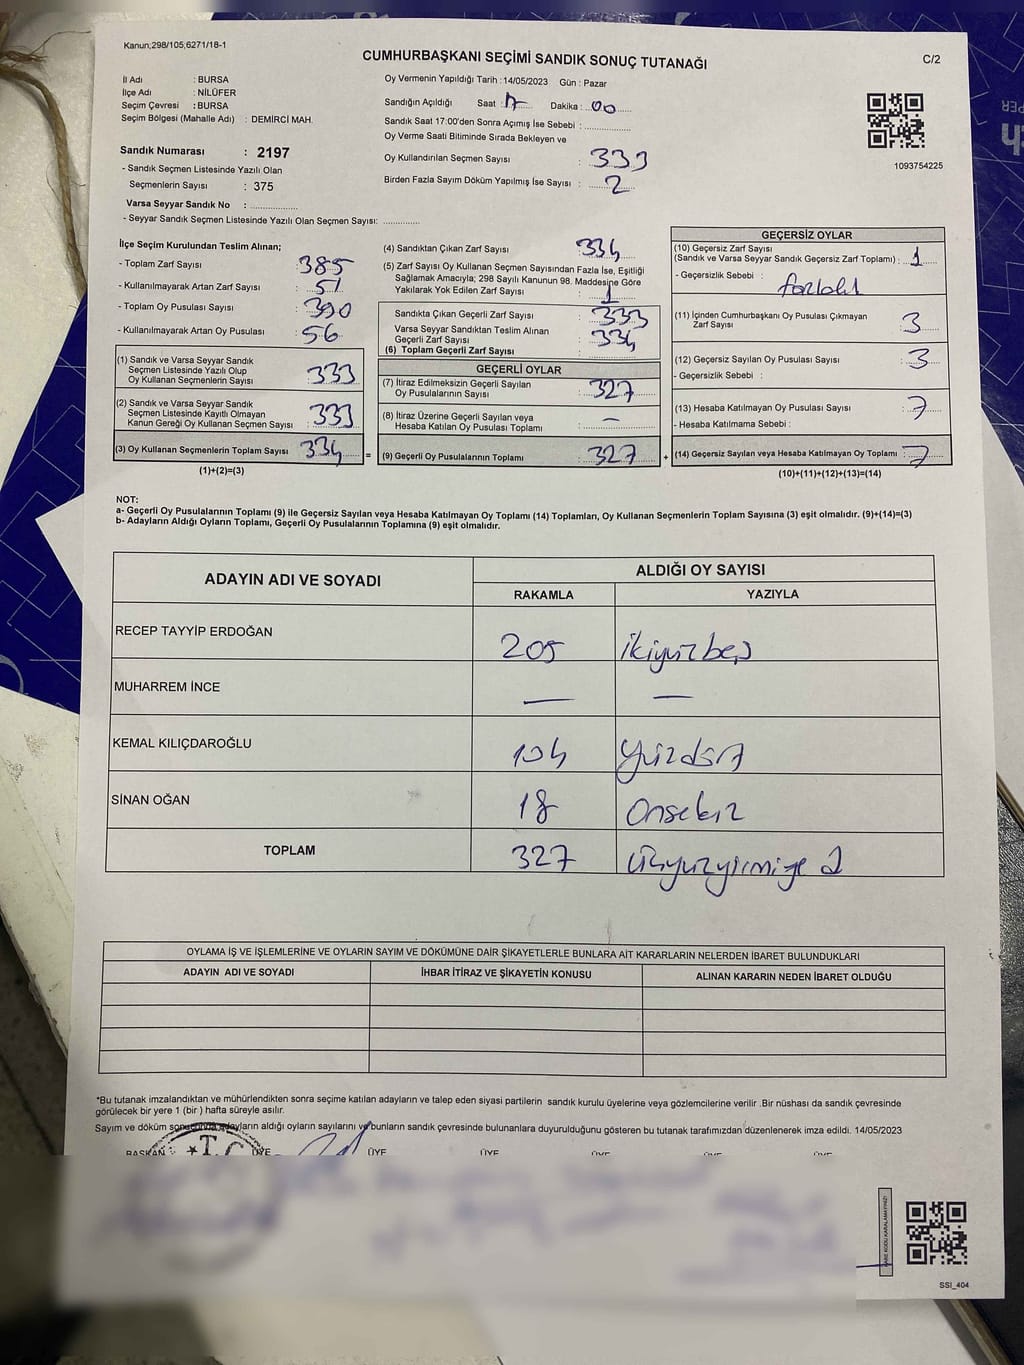 Kanun;298/105;6271/18-1
CUMHURBAŞKANI SEÇİMİ SANDIK SONUÇ TUTANAĞI
C/2
İl Adı : BURSA
İlçe Adı : NİLÜFER
Seçim Çevresi : BURSA
Seçim Bölgesi (Mahalle Adı) : DEMİRCİ MAH.
Oy Vermenin Yapıldığı Tarih : 14/05/2023 Gün : Pazar
Sandığın Açıldığı Saat : 17 Dakika : 00
Sandık Saat 17:00'den Sonra Açımış İse Sebebi :
Oy Verme Saati Bitiminde Sırada Bekleyen ve
Oy Kullandırılan Seçmen Sayısı : 333
Birden Fazla Sayım Döküm Yapılmış İse Sayısı : 2
1093754225
Sandık Numarası : 2197
- Sandık Seçmen Listesinde Yazılı Olan
Seçmenlerin Sayısı : 375
Varsa Seyyar Sandık No :
- Seyyar Sandık Seçmen Listesinde Yazılı Olan Seçmen Sayısı:
İlçe Seçim Kurulundan Teslim Alınan;
- Toplam Zarf Sayısı : 385
- Kullanılmayarak Artan Zarf Sayısı : 51
- Toplam Oy Pusulası Sayısı : 390
- Kullanılmayarak Artan Oy Pusulası : 56
(1) Sandık ve Varsa Seyyar Sandık
Seçmen Listesinde Yazılı Olup
Oy Kullanan Seçmenlerin Sayısı : 333
(2) Sandık ve Varsa Seyyar Sandık
Seçmen Listesinde Kayıtlı Olmayan
Kanun Gereği Oy Kullanan Seçmen Sayısı : 333
(3) Oy Kullanan Seçmenlerin Toplam Sayısı : 334
(1)+(2)=(3)
=
(4) Sandıktan Çıkan Zarf Sayısı : 334
(5) Zarf Sayısı Oy Kullanan Seçmen Sayısından Fazla İse, Eşitliği
Sağlamak Amacıyla; 298 Sayılı Kanunun 98. Maddesine Göre
Yakılarak Yok Edilen Zarf Sayısı : 1
Sandıkta Çıkan Geçerli Zarf Sayısı : 333
Varsa Seyyar Sandıktan Teslim Alınan
Geçerli Zarf Sayısı : 334
(6) Toplam Geçerli Zarf Sayısı :
GEÇERLİ OYLAR
(7) İtiraz Edilmeksizin Geçerli Sayılan
Oy Pusulalarının Sayısı : 327
(8) İtiraz Üzerine Geçerli Sayılan veya
Hesaba Katılan Oy Pusulası Toplamı : —
(9) Geçerli Oy Pusulalarının Toplamı : 327
+
GEÇERSİZ OYLAR
(10) Geçersiz Zarf Sayısı
(Sandık ve Varsa Seyyar Sandık Geçersiz Zarf Toplamı) : 1
- Geçersizlik Sebebi :
(11) İçinden Cumhurbaşkanı Oy Pusulası Çıkmayan
Zarf Sayısı : 3
(12) Geçersiz Sayılan Oy Pusulası Sayısı : 3
- Geçersizlik Sebebi :
(13) Hesaba Katılmayan Oy Pusulası Sayısı : 7
- Hesaba Katılmama Sebebi :
(14) Geçersiz Sayılan veya Hesaba Katılmayan Oy Toplamı : 7
(10)+(11)+(12)+(13)=(14)
NOT:
a- Geçerli Oy Pusulalarının Toplamı (9) ile Geçersiz Sayılan veya Hesaba Katılmayan Oy Toplamı (14) Toplamları, Oy Kullanan Seçmenlerin Toplam Sayısına (3) eşit olmalıdır. (9)+(14)=(3)
b- Adayların Aldığı Oyların Toplamı, Geçerli Oy Pusulalarının Toplamına (9) eşit olmalıdır.
ADAYIN ADI VE SOYADI ALDIĞI OY SAYISI
RAKAMLA YAZIYLA
RECEP TAYYİP ERDOĞAN 205 ikiyüzbeş
MUHARREM İNCE — —
KEMAL KILIÇDAROĞLU 104 yüzdört
SİNAN OĞAN 18 Onsekiz
TOPLAM 327
OYLAMA İŞ VE İŞLEMLERİNE VE OYLARIN SAYIM VE DÖKÜMÜNE DAİR ŞİKAYETLERLE BUNLARA AİT KARARLARIN NELERDEN İBARET BULUNDUKLARI
ADAYIN ADI VE SOYADI İHBAR İTİRAZ VE ŞİKAYETİN KONUSU ALINAN KARARIN NEDEN İBARET OLDUĞU
*Bu tutanak imzalandıktan ve mühürlendikten sonra seçime katılan adayların ve talep eden siyasi partilerin sandık kurulu üyelerine veya gözlemcilerine verilir .Bir nüshası da sandık çevresinde
görülecek bir yere 1 (bir ) hafta süreyle asılır.
Sayım ve döküm sonucunda adayların aldığı oyların sayılarını ve bunların sandık çevresinde bulunanlara duyurulduğunu gösteren bu tutanak tarafımızdan düzenlenerek imza edildi. 14/05/2023
BAŞKAN ÜYE ÜYE ÜYE ÜYE ÜYE ÜYE
T.C
SSI_404